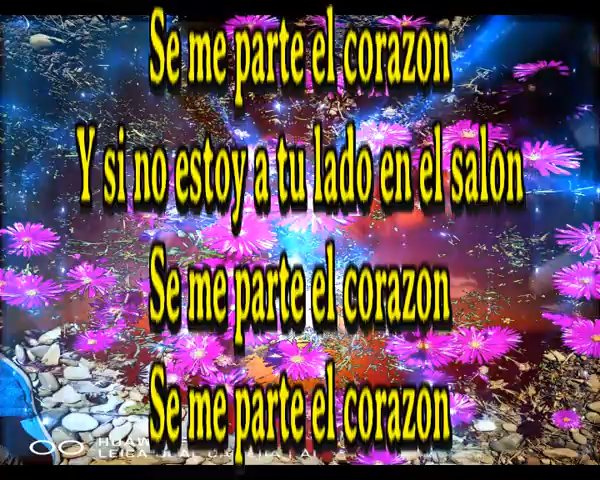 Se me parte el corazon
Y si no estoy a tu lado en el salon
Se me parte el corazon
Se me parte el corazon
LEICA